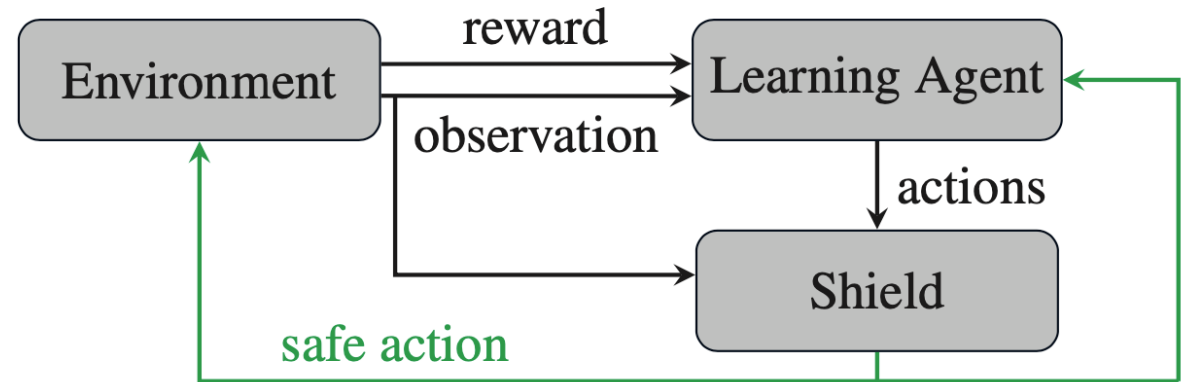 reward
Environment
Learning Agent
observation
actions
Shield
safe action